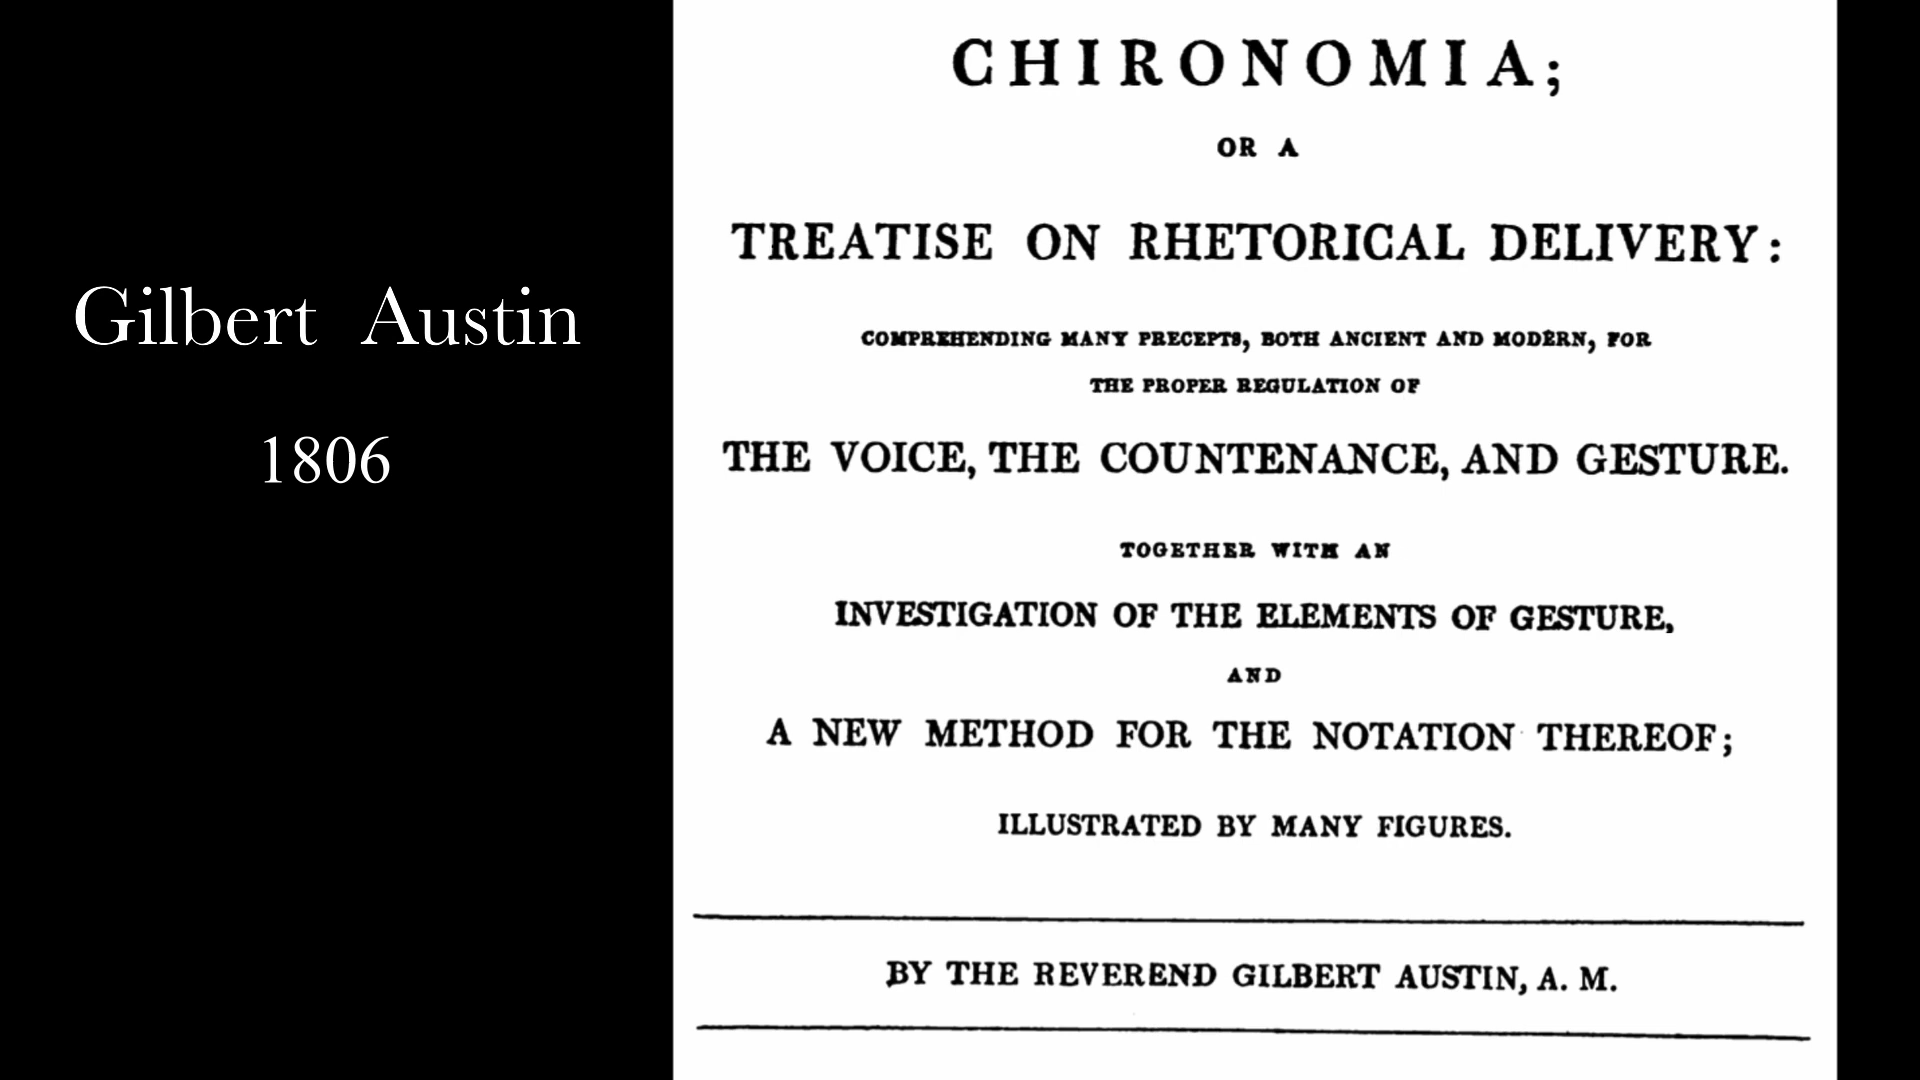 Gilbert Austin
1806
CHIRONOMIA;
OR A
TREATISE ON RHETORICAL DELIVERY:
COMPREHENDING MANY PRECEPTS, BOTH ANCIENT AND MODERN, FOR
THE PROPER REGULATION OF
THE VOICE, THE COUNTENANCE, AND GESTURE.
TOGETHER WITH AN
INVESTIGATION OF THE ELEMENTS OF GESTURE,
AND
A NEW METHOD FOR THE NOTATION THEREOF;
ILLUSTRATED BY MANY FIGURES.
BY THE REVEREND GILBERT AUSTIN, A. M.